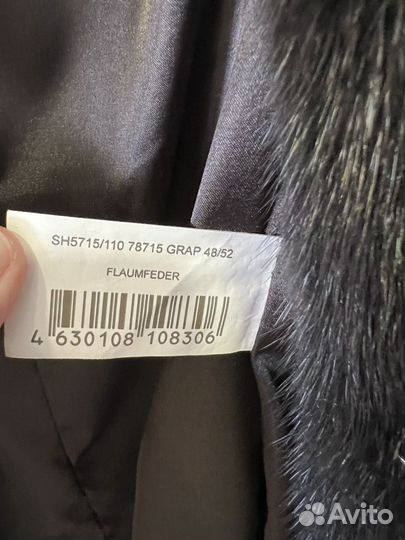 SH5715/110 78715 GRAP 48/52
FLAUMFEDER
4 630108 108306
Avito